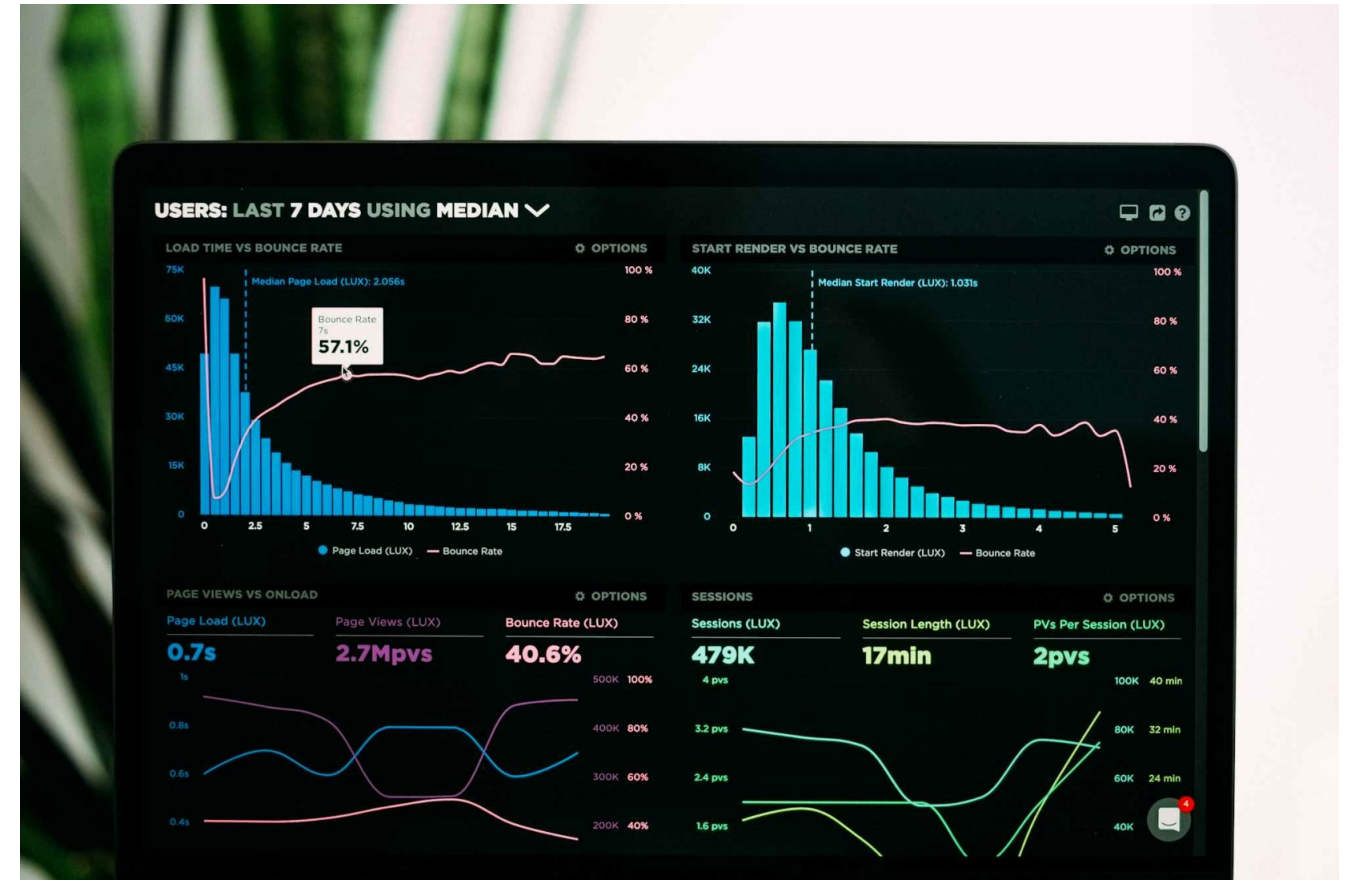 USERS: LAST 7 DAYS USING MEDIAN
LOAD TIME VS BOUNCE RATE
OPTIONS
75K
100 %
Median Page Load (LUX): 2.056s
60K
80 %
Bounce Rate
7s
57.1%
45K
60 %
30K
40 %
15K
20 %
0
0 %
0 2.5 5 7.5 10 12.5 15 17.5
Page Load (LUX) Bounce Rate
START RENDER VS BOUNCE RATE
OPTIONS
40K
100 %
Median Start Render (LUX): 1.031s
32K
80 %
24K
60 %
16K
40 %
8K
20 %
0
0 %
0 1 2 3 4 5
Start Render (LUX) Bounce Rate
PAGE VIEWS VS ONLOAD
OPTIONS
Page Load (LUX) Page Views (LUX) Bounce Rate (LUX)
0.7s 2.7Mpvs 40.6%
1s 500K 100%
0.8s 400K 80%
0.6s 300K 60%
0.4s 200K 40%
SESSIONS
OPTIONS
Sessions (LUX) Session Length (LUX) PVs Per Session (LUX)
479K 17min 2pvs
4 pvs 100K 40 min
3.2 pvs 80K 32 min
2.4 pvs 60K 24 min
1.6 pvs 40K
4